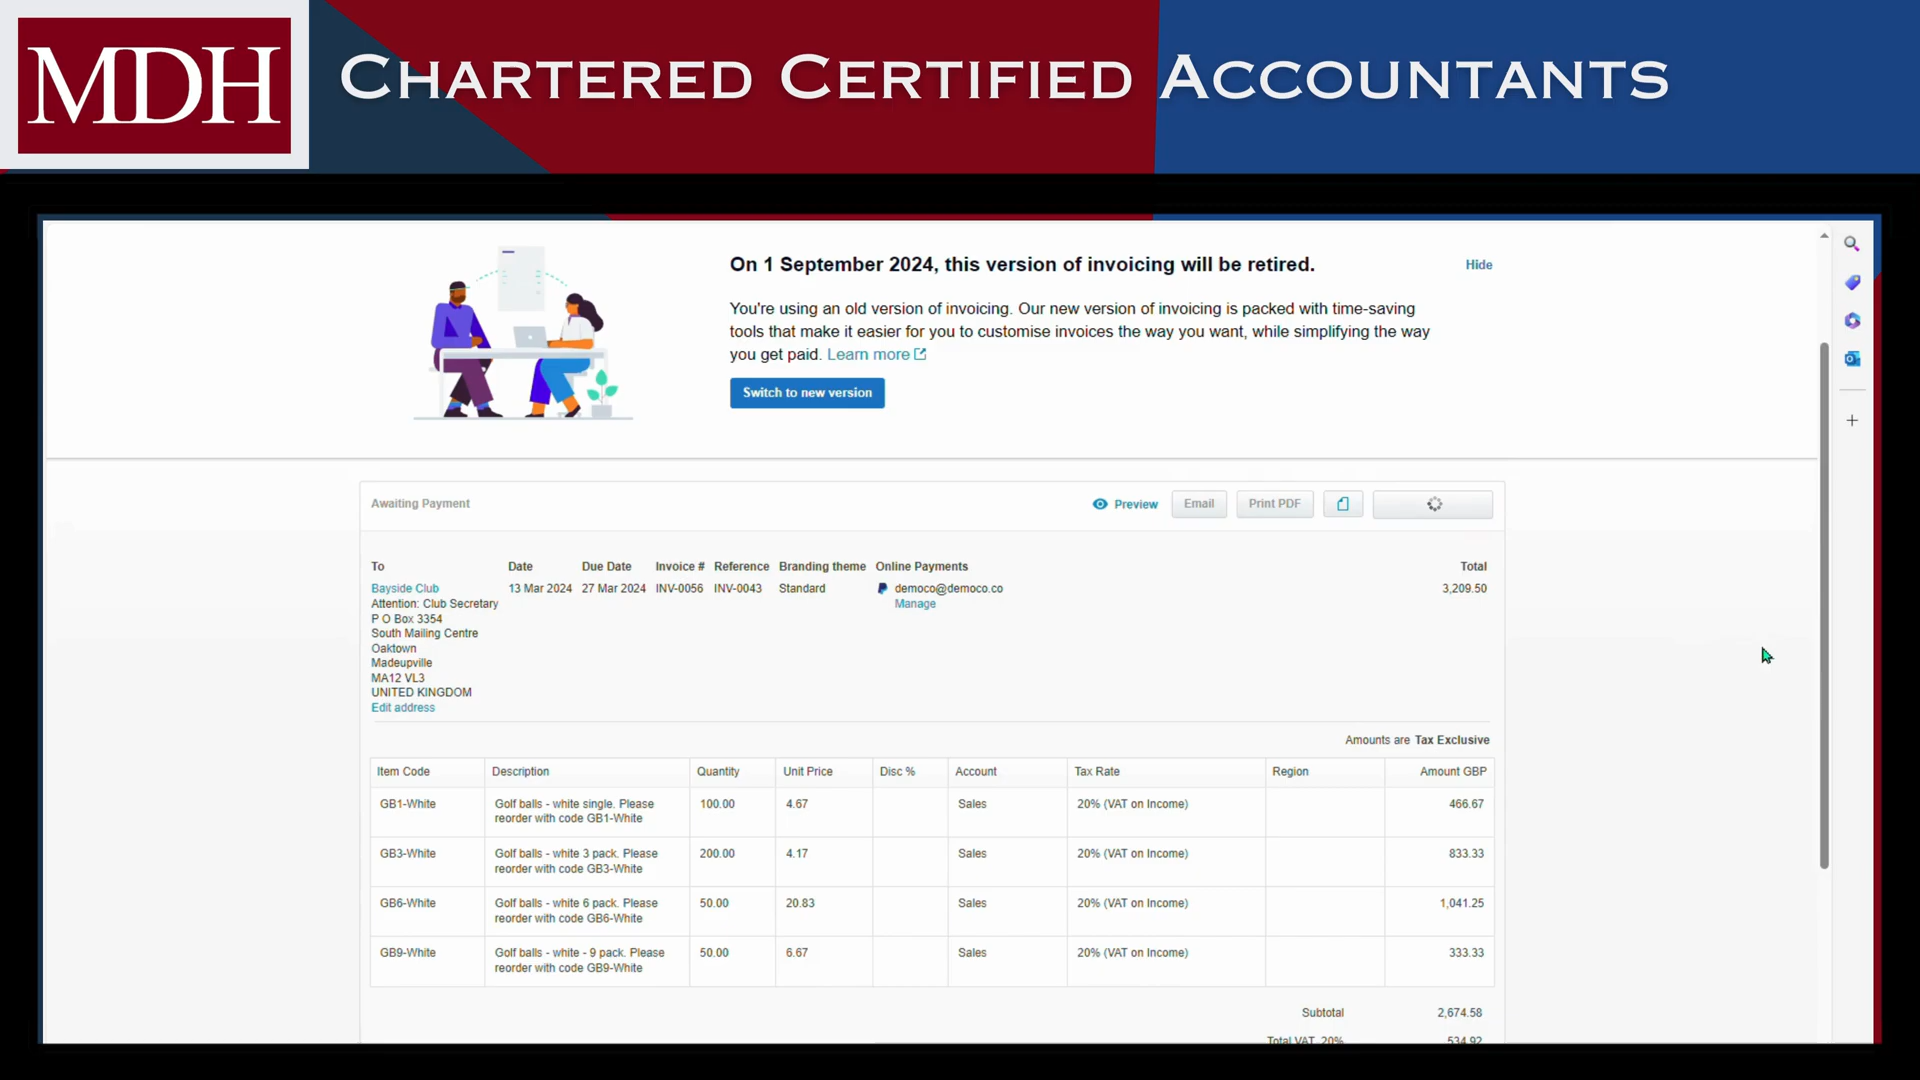 MDH
CHARTERED CERTIFIED ACCOUNTANTS
On 1 September 2024, this version of invoicing will be retired.
Hide
You're using an old version of invoicing. Our new version of invoicing is packed with time-saving
tools that make it easier for you to customise invoices the way you want, while simplifying the way
you get paid. Learn more
Switch to new version
Awaiting Payment
Preview
Email
Print PDF
To Date Due Date Invoice # Reference Branding theme Online Payments Total
Bayside Club 13 Mar 2024 27 Mar 2024 INV-0056 INV-0043 Standard democo@democo.co 3,209.50
Attention: Club Secretary Manage
P O Box 3354
South Mailing Centre
Oaktown
Madeupville
MA12 VL3
UNITED KINGDOM
Edit address
Amounts are Tax Exclusive
Item Code Description Quantity Unit Price Disc % Account Tax Rate Region Amount GBP
GB1-White Golf balls - white single. Please 100.00 4.67 Sales 20% (VAT on Income) 466.67
reorder with code GB1-White
GB3-White Golf balls - white 3 pack. Please 200.00 4.17 Sales 20% (VAT on Income) 833.33
reorder with code GB3-White
GB6-White Golf balls - white 6 pack. Please 50.00 20.83 Sales 20% (VAT on Income) 1,041.25
reorder with code GB6-White
GB9-White Golf balls - white - 9 pack. Please 50.00 6.67 Sales 20% (VAT on Income) 333.33
reorder with code GB9-White
Subtotal 2,674.58
Total VAT 20% 534.92